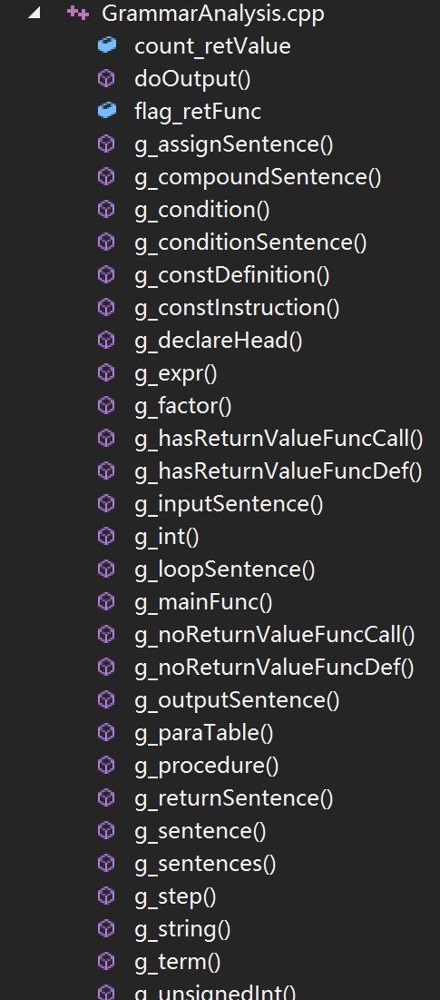 GrammarAnalysis.cpp
count_retValue
doOutput()
flag_retFunc
g_assignSentence()
g_compoundSentence()
g_condition()
g_conditionSentence()
g_constDefinition()
g_constInstruction()
g_declareHead()
g_expr()
g_factor()
g_hasReturnValueFuncCall()
g_hasReturnValueFuncDef()
g_inputSentence()
g_int()
g_loopSentence()
g_mainFunc()
g_noReturnValueFuncCall()
g_noReturnValueFuncDef()
g_outputSentence()
g_paraTable()
g_procedure()
g_returnSentence()
g_sentence()
g_sentences()
g_step()
g_string()
g_term()
g_unsignedInt()